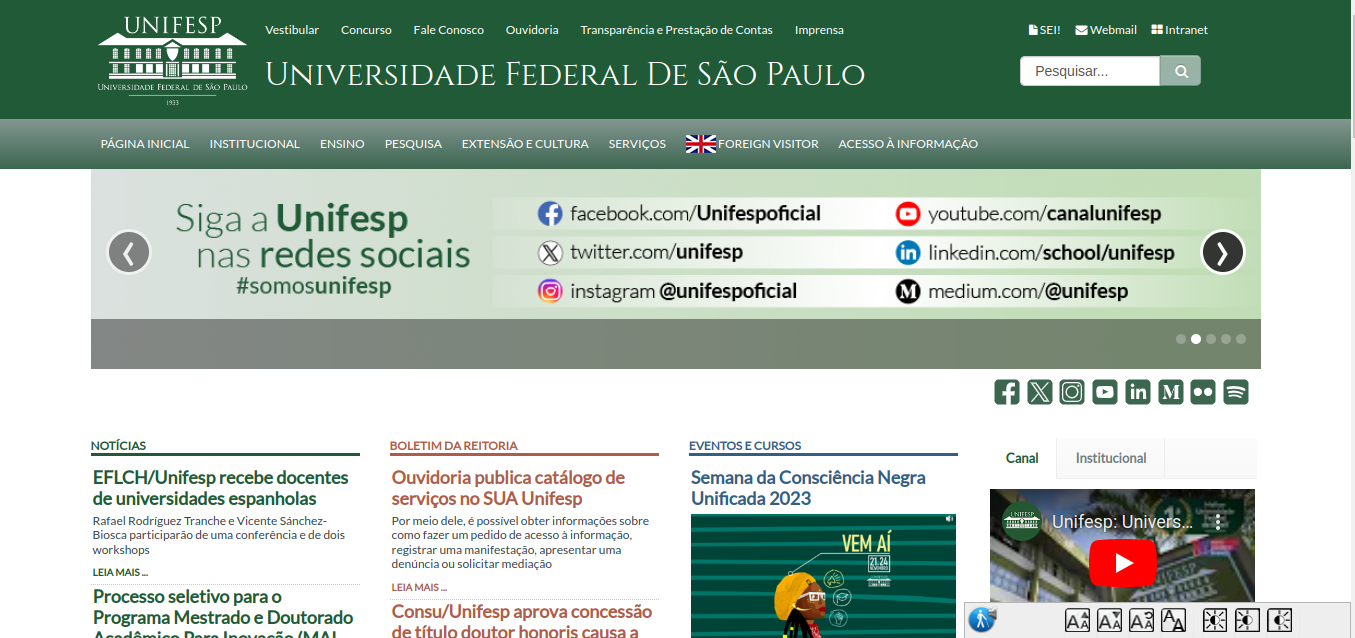 UNIFESP
UNIVERSIDADE FEDERAL DE SÃO PAULO
1933
Vestibular Concurso Fale Conosco Ouvidoria Transparência e Prestação de Contas Imprensa
SEI! Webmail Intranet
UNIVERSIDADE FEDERAL DE SÃO PAULO
Pesquisar...
PÁGINA INICIAL INSTITUCIONAL ENSINO PESQUISA EXTENSÃO E CULTURA SERVIÇOS FOREIGN VISITOR ACESSO À INFORMAÇÃO
Siga a Unifesp
nas redes sociais
#somosunifesp
facebook.com/Unifespoficial
twitter.com/unifesp
instagram @unifespoficial
youtube.com/canalunifesp
linkedin.com/school/unifesp
medium.com/@unifesp
NOTÍCIAS
EFLCH/Unifesp recebe docentes
de universidades espanholas
Rafael Rodríguez Tranche e Vicente Sánchez-
Biosca participarão de uma conferência e de dois
workshops
LEIA MAIS ...
Processo seletivo para o
Programa Mestrado e Doutorado
Acadêmico Para Inovação (MAI
BOLETIM DA REITORIA
Ouvidoria publica catálogo de
serviços no SUA Unifesp
Por meio dele, é possível obter informações sobre
como fazer um pedido de acesso à informação,
registrar uma manifestação, apresentar uma
denúncia ou solicitar mediação
LEIA MAIS ...
Consu/Unifesp aprova concessão
de título doutor honoris causa a
EVENTOS E CURSOS
Semana da Consciência Negra
Unificada 2023
VEM AÍ
21.24
NOVEMBRO
Canal Institucional
UNIFESP
Unifesp: Univers...